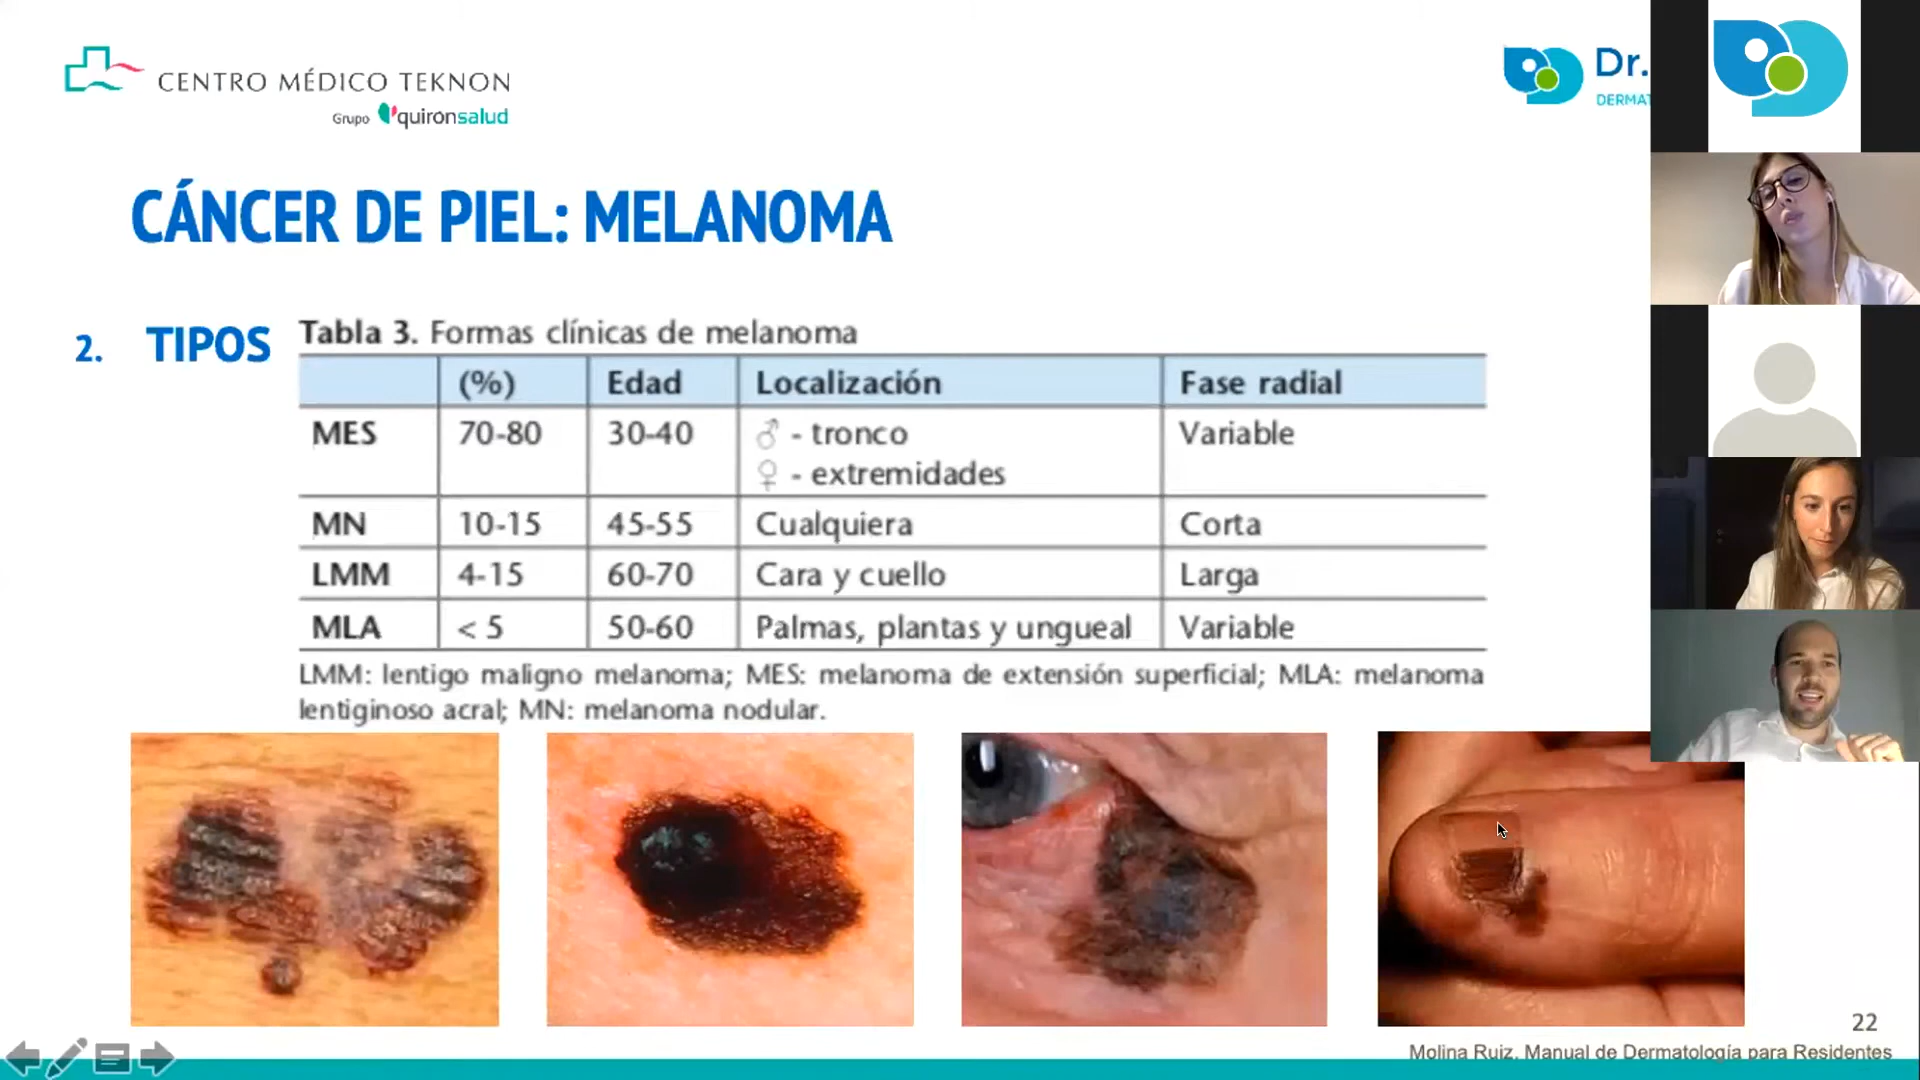 CENTRO MÉDICO TEKNON
Grupo quirónsalud
Dr.
CÁNCER DE PIEL: MELANOMA
2. TIPOS
Tabla 3. Formas clínicas de melanoma
(%) Edad Localización Fase radial
MES 70-80 30-40 ♂ - tronco Variable
♀ - extremidades
MN 10-15 45-55 Cualquiera Corta
LMM 4-15 60-70 Cara y cuello Larga
MLA < 5 50-60 Palmas, plantas y ungueal Variable
LMM: lentigo maligno melanoma; MES: melanoma de extensión superficial; MLA: melanoma
lentiginoso acral; MN: melanoma nodular.
22
Molina Ruiz. Manual de Dermatología para Residentes